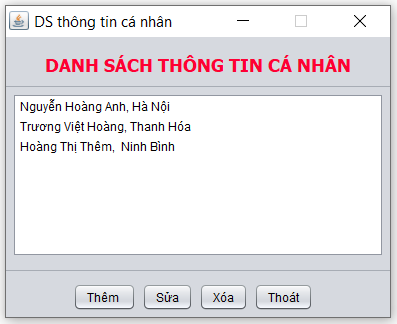 DS thông tin cá nhân
DANH SÁCH THÔNG TIN CÁ NHÂN
Nguyễn Hoàng Anh, Hà Nội
Trương Việt Hoàng, Thanh Hóa
Hoàng Thị Thêm,  Ninh Bình
Thêm Sửa Xóa Thoát